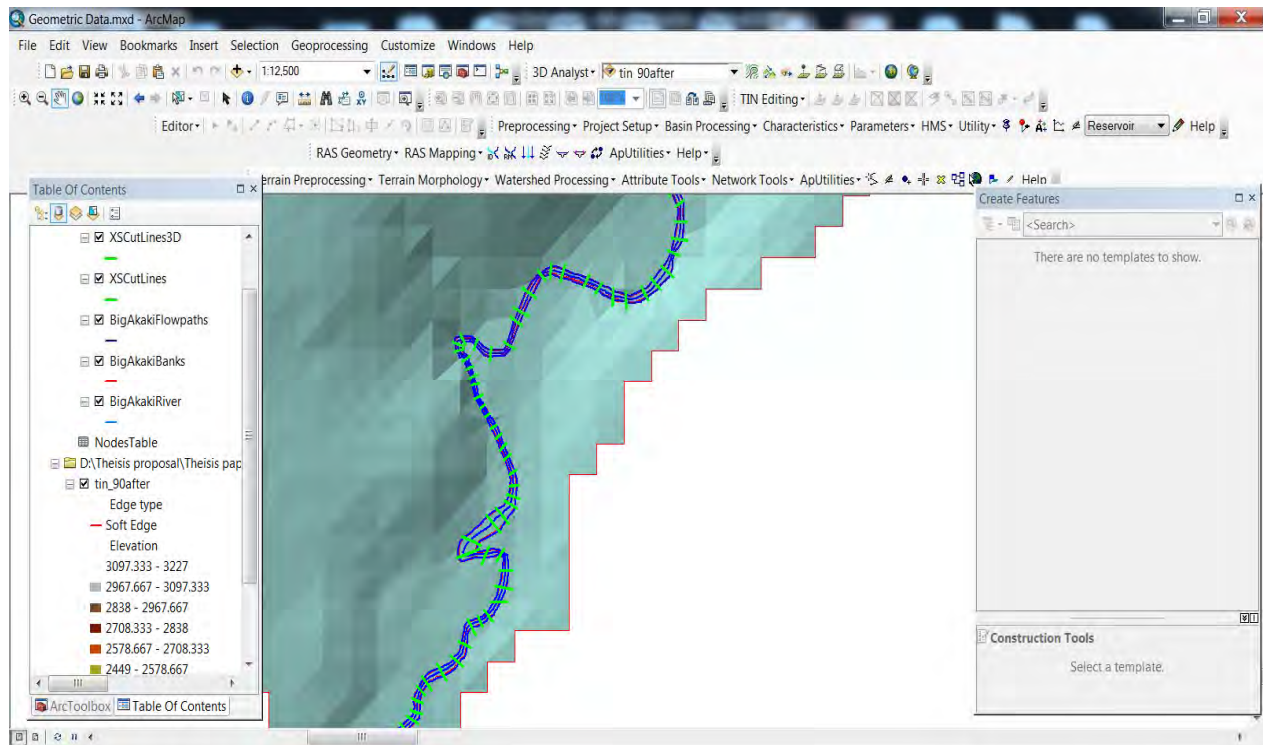 Geometric Data.mxd - ArcMap
File Edit View Bookmarks Insert Selection Geoprocessing Customize Windows Help
1:12,500 3D Analyst tin 90after
TIN Editing
Editor Preprocessing Project Setup Basin Processing Characteristics Parameters HMS Utility Reservoir Help
RAS Geometry RAS Mapping ApUtilities Help
errain Preprocessing Terrain Morphology Watershed Processing Attribute Tools Network Tools ApUtilities Help
Table Of Contents
XSCutLines3D
XSCutLines
BigAkakiFlowpaths
BigAkakiBanks
BigAkakiRiver
NodesTable
D:\Theisis proposal\Theisis pap
tin_90after
Edge type
Soft Edge
Elevation
3097.333 - 3227
2967.667 - 3097.333
2838 - 2967.667
2708.333 - 2838
2578.667 - 2708.333
2449 - 2578.667
ArcToolbox Table Of Contents
Create Features
<Search>
There are no templates to show.
Construction Tools
Select a template.